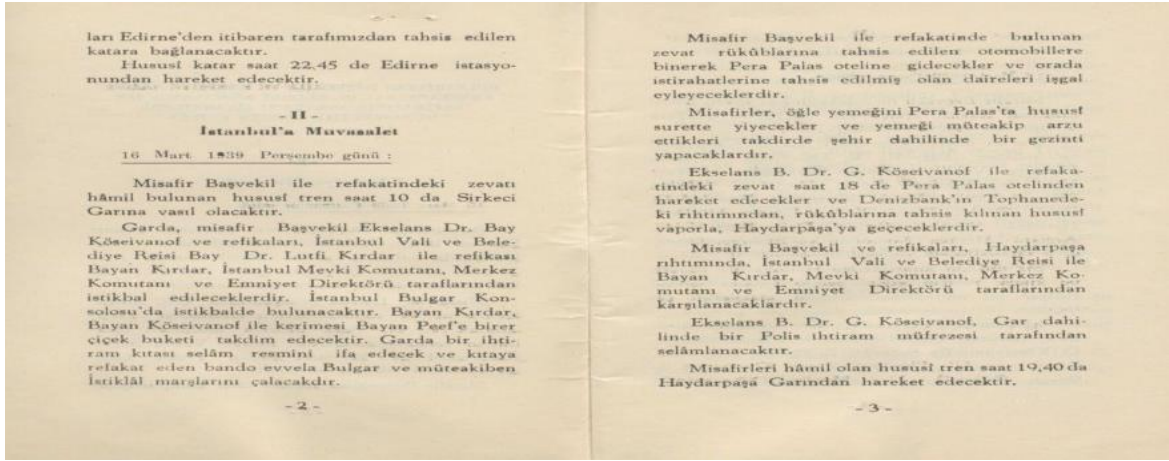 ları Edirne'den itibaren tarafımızdan tahsis edilen
katara bağlanacaktır.
Hususî katar saat 22,45 de Edirne istasyo-
nundan hareket edecektir.
- II -
İstanbul'a Muvasalet
16 Mart 1939 Perşembe günü :
Misafir Başvekil ile refakatindeki zevatı
hâmil bulunan hususî tren saat 10 da Sirkeci
Garına vasıl olacaktır.
Garda, misafir Başvekil Ekselans Dr. Bay
Köseivanof ve refikaları, İstanbul Vali ve Bele-
diye Reisi Bay Dr. Lutfi Kırdar ile refikası
Bayan Kırdar, İstanbul Mevki Komutanı, Merkez
Komutanı ve Emniyet Direktörü taraflarından
istikbal edileceklerdir. İstanbul Bulgar Kon-
solosu'da istikbalde bulunacaktır. Bayan Kırdar,
Bayan Köseivanof ile kerimesi Bayan Peef'e birer
çiçek buketi takdim edecektir. Garda bir ihti-
ram kıtası selâm resmini ifa edecek ve kıtaya
refakat eden bando evvela Bulgar ve müteakiben
İstiklâl marşlarını çalacakdır.
- 2 -
Misafir Başvekil ile refakatinde bulunan
zevat rükûblarına tahsis edilen otomobillere
binerek Pera Palas oteline gidecekler ve orada
istirahatlerine tahsis edilmiş olan daireleri işgal
eyleyeceklerdir.
Misafirler, öğle yemeğini Pera Palas'ta hususî
surette yiyecekler ve yemeği müteakip arzu
ettikleri takdirde şehir dahilinde bir gezinti
yapacaklardır.
Ekselans B. Dr. G. Köseivanof ile refaka-
tindeki zevat saat 18 de Pera Palas otelinden
hareket edecekler ve Denizbank'ın Tophanede-
ki rıhtımından, rükûblarına tahsis kılınan hususî
vaporla, Haydarpaşa'ya geçeceklerdir.
Misafir Başvekil ve refikaları, Haydarpaşa
rıhtımında, İstanbul Vali ve Belediye Reisi ile
Bayan Kırdar, Mevki Komutanı, Merkez Ko-
mutanı ve Emniyet Direktörü taraflarından
karşılanacaklardır.
Ekselans B. Dr. G. Köseivanof, Gar dahi-
linde bir Polis ihtiram müfrezesi tarafından
selâmlanacaktır.
Misafirleri hâmil olan hususî tren saat 19,40 da
Haydarpaşa Garından hareket edecektir.
- 3 -